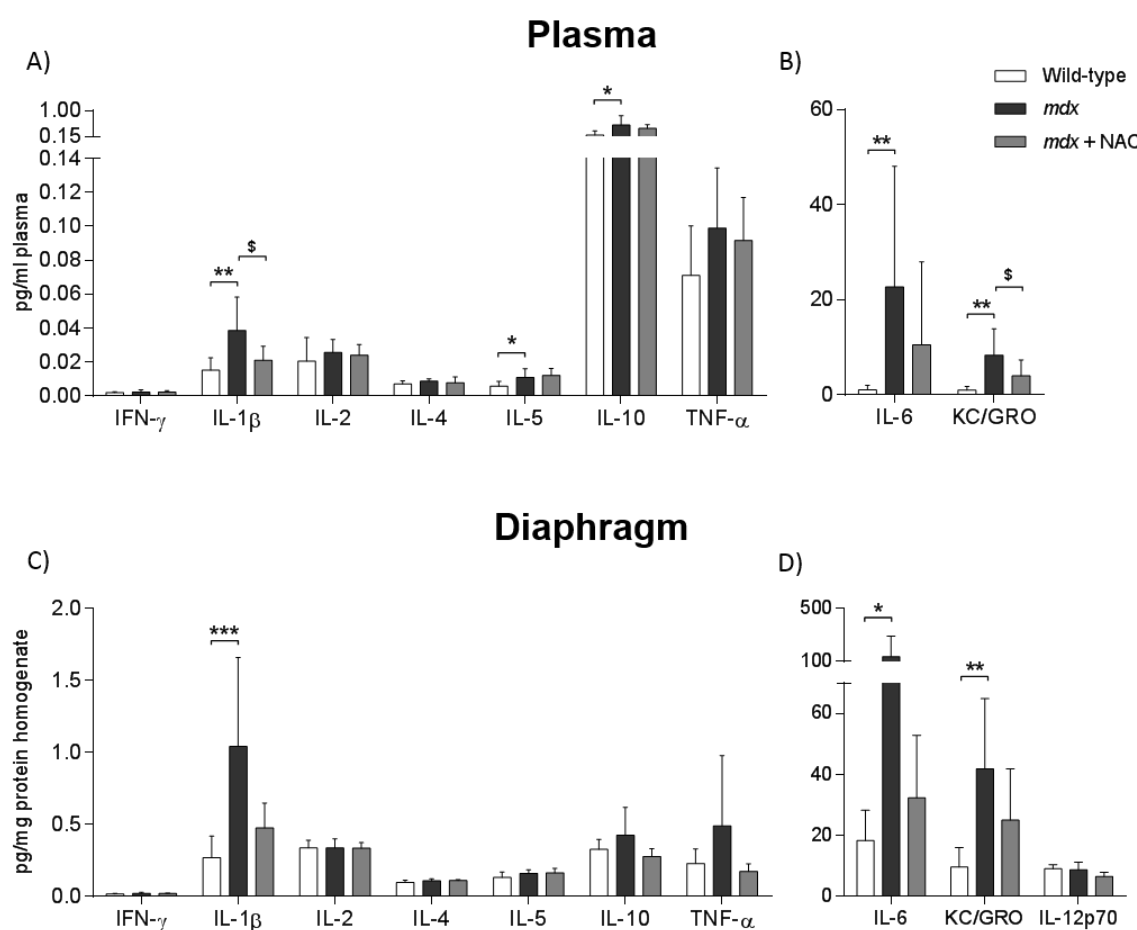 Plasma
A)
B)
Wild-type
mdx
mdx + NAC
pg/ml plasma
1.00
0.15
0.14
0.12
0.10
0.08
0.06
0.04
0.02
0.00
** $ * *
IFN-γ IL-1β IL-2 IL-4 IL-5 IL-10 TNF-α
60
40
20
0
** ** $
IL-6 KC/GRO
Diaphragm
C)
D)
pg/mg protein homogenate
2.0
1.5
1.0
0.5
0.0
***
IFN-γ IL-1β IL-2 IL-4 IL-5 IL-10 TNF-α
500
100
60
40
20
0
* **
IL-6 KC/GRO IL-12p70